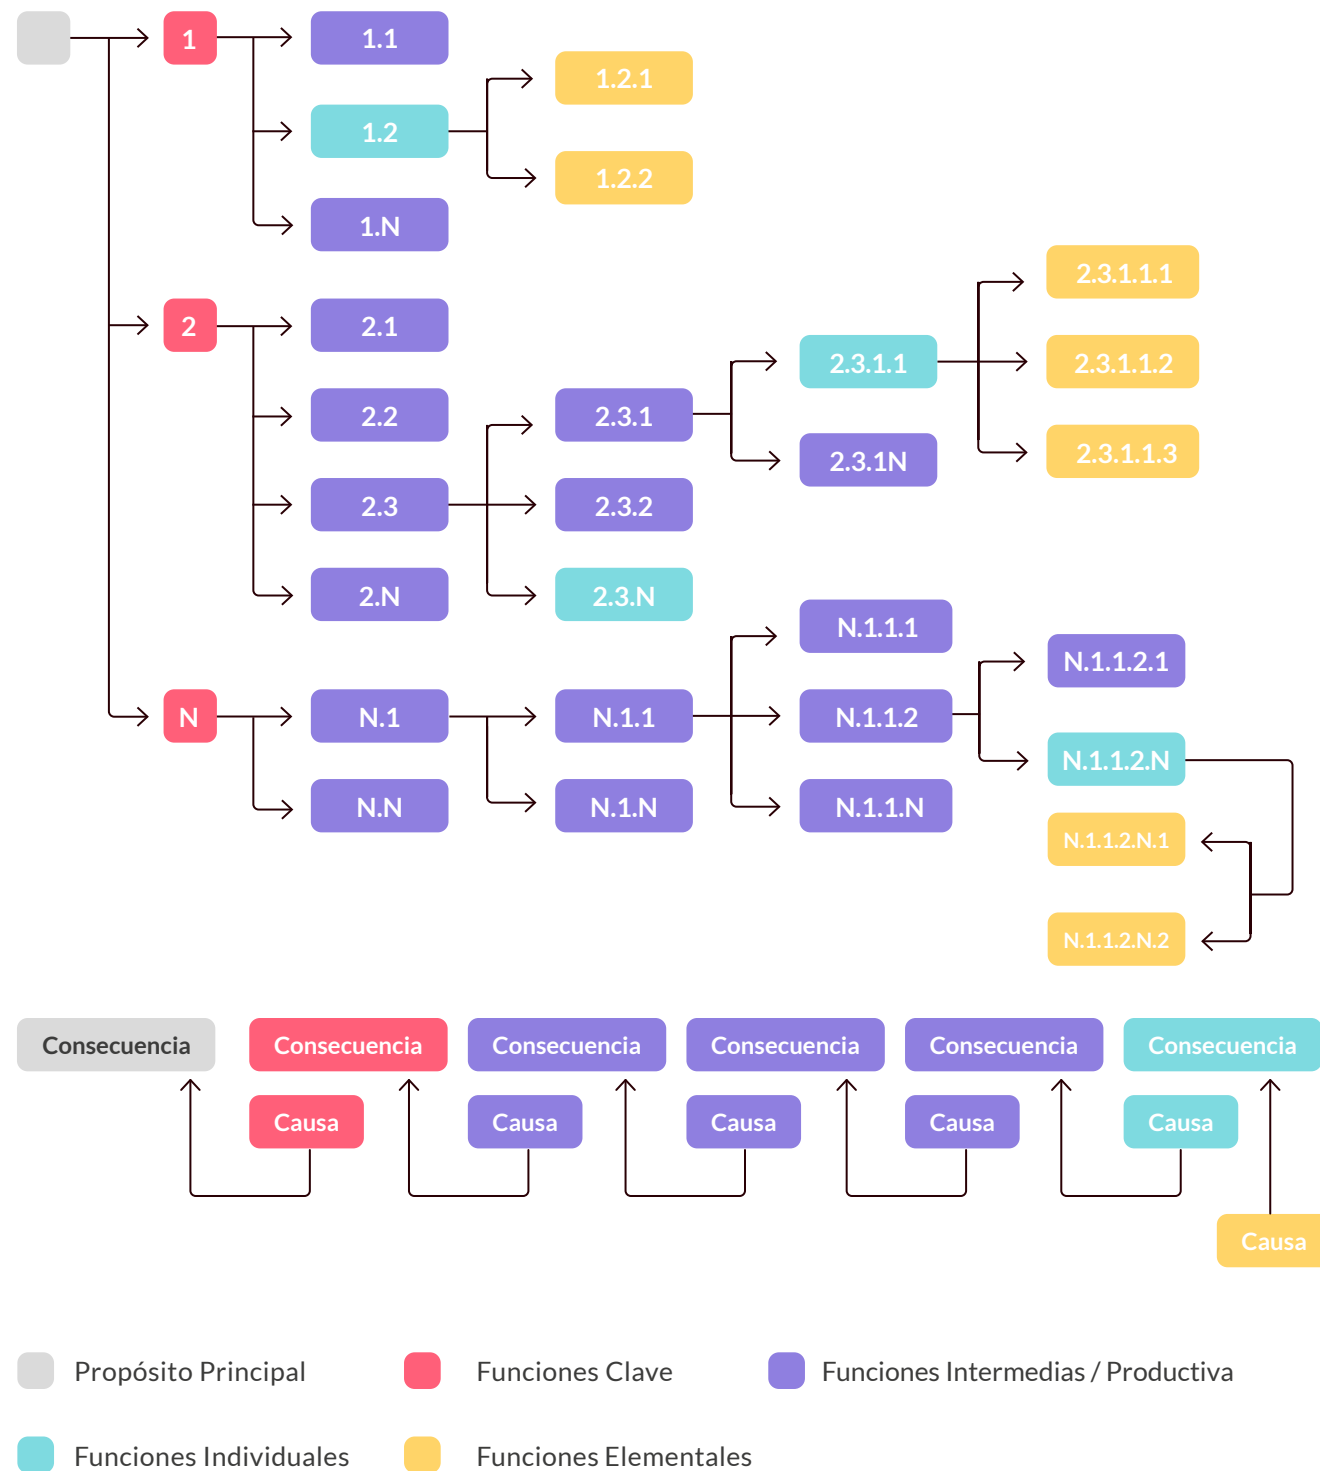 1
1.1
1.2.1
1.2
1.2.2
1.N
2.3.1.1.1
2
2.1
2.3.1.1
2.3.1.1.2
2.2
2.3.1
2.3.1N
2.3.1.1.3
2.3
2.3.2
2.N
2.3.N
N.1.1.1
N.1.1.2.1
N
N.1
N.1.1
N.1.1.2
N.1.1.2.N
N.N
N.1.N
N.1.1.N
N.1.1.2.N.1
N.1.1.2.N.2
Consecuencia
Consecuencia
Consecuencia
Consecuencia
Consecuencia
Consecuencia
Causa
Causa
Causa
Causa
Causa
Causa
Propósito Principal
Funciones Clave
Funciones Intermedias / Productiva
Funciones Individuales
Funciones Elementales